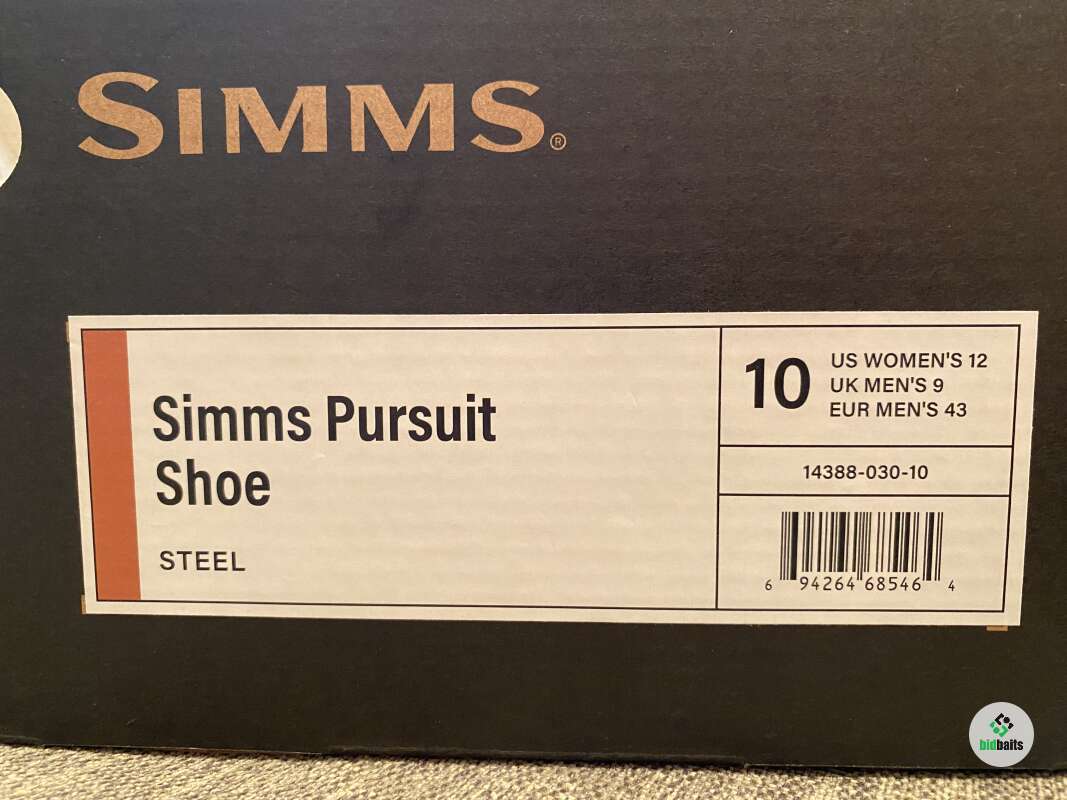 SIMMS®
Simms Pursuit
Shoe
STEEL
10
US WOMEN'S 12
UK MEN'S 9
EUR MEN'S 43
14388-030-10
6 94264 68546 4
bidbaits